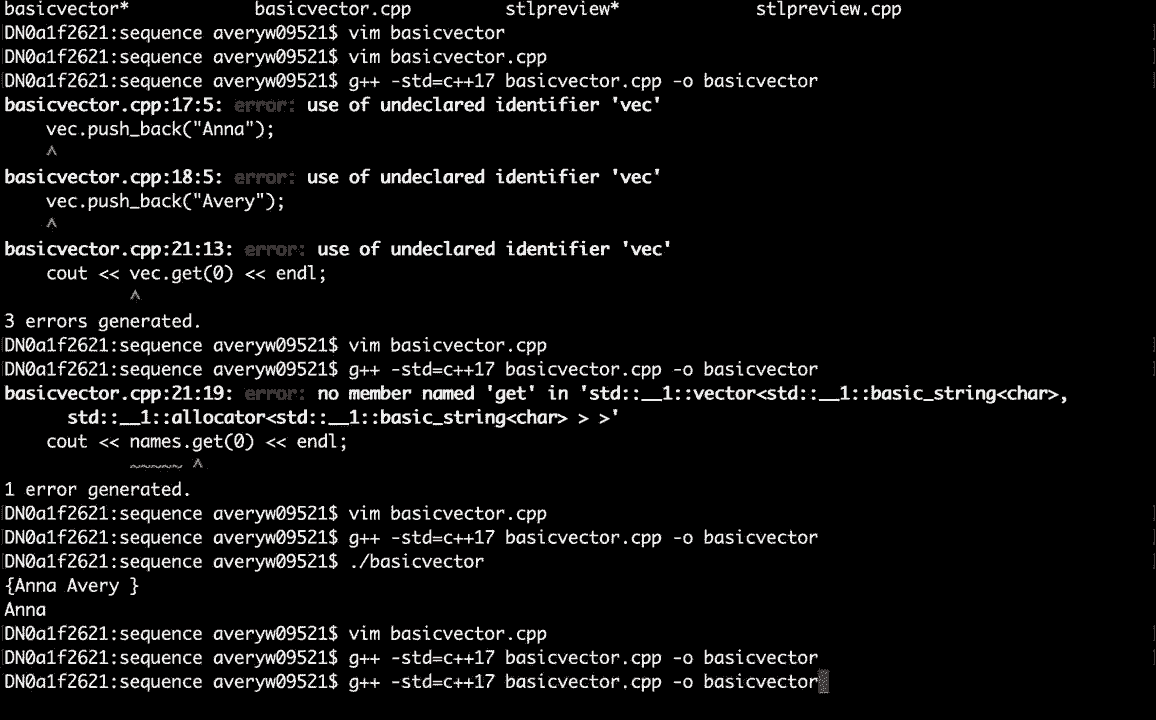 basicvector* basicvector.cpp stlpreview* stlpreview.cpp
DN0a1f2621:sequence averyw09521$ vim basicvector
DN0a1f2621:sequence averyw09521$ vim basicvector.cpp
DN0a1f2621:sequence averyw09521$ g++ -std=c++17 basicvector.cpp -o basicvector
basicvector.cpp:17:5: error: use of undeclared identifier 'vec'
    vec.push_back("Anna");
    ^
basicvector.cpp:18:5: error: use of undeclared identifier 'vec'
    vec.push_back("Avery");
    ^
basicvector.cpp:21:13: error: use of undeclared identifier 'vec'
    cout << vec.get(0) << endl;
            ^
3 errors generated.
DN0a1f2621:sequence averyw09521$ vim basicvector.cpp
DN0a1f2621:sequence averyw09521$ g++ -std=c++17 basicvector.cpp -o basicvector
basicvector.cpp:21:19: error: no member named 'get' in 'std::__1::vector<std::__1::basic_string<char>,
      std::__1::allocator<std::__1::basic_string<char> > >'
    cout << names.get(0) << endl;
            ~~~~~ ^
1 error generated.
DN0a1f2621:sequence averyw09521$ vim basicvector.cpp
DN0a1f2621:sequence averyw09521$ g++ -std=c++17 basicvector.cpp -o basicvector
DN0a1f2621:sequence averyw09521$ ./basicvector
{Anna Avery }
Anna
DN0a1f2621:sequence averyw09521$ vim basicvector.cpp
DN0a1f2621:sequence averyw09521$ g++ -std=c++17 basicvector.cpp -o basicvector
DN0a1f2621:sequence averyw09521$ g++ -std=c++17 basicvector.cpp -o basicvector